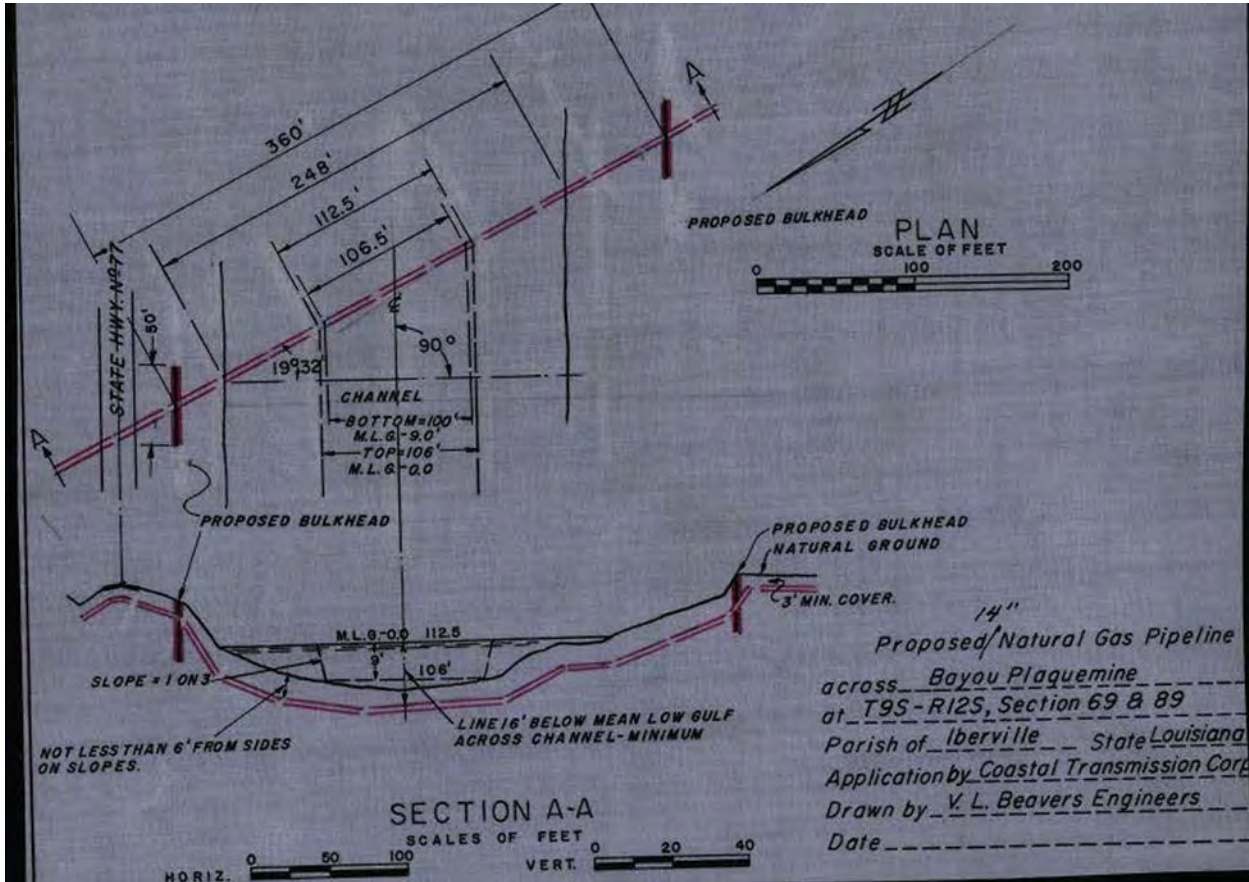 360'
248'
112.5'
106.5'
A
STATE HWY. Nº 77
50'
19º32'
90º
CHANNEL
BOTTOM=100'
M.L.G.-9.0'
TOP=106'
M.L.G.-0.0
A
PROPOSED BULKHEAD
PROPOSED BULKHEAD
PLAN
SCALE OF FEET
0 100 200
PROPOSED BULKHEAD
NATURAL GROUND
3' MIN. COVER.
M.L.G.-0.0 112.5
9'
106'
SLOPE = 1 ON 3
NOT LESS THAN 6' FROM SIDES
ON SLOPES.
LINE 16' BELOW MEAN LOW GULF
ACROSS CHANNEL-MINIMUM
SECTION A-A
SCALES OF FEET
HORIZ. 0 50 100
VERT. 0 20 40
14"
Proposed/Natural Gas Pipeline
across Bayou Plaquemine
at T9S-R12S, Section 69 & 89
Parish of Iberville State Louisiana
Application by Coastal Transmission Corp
Drawn by V. L. Beavers Engineers
Date